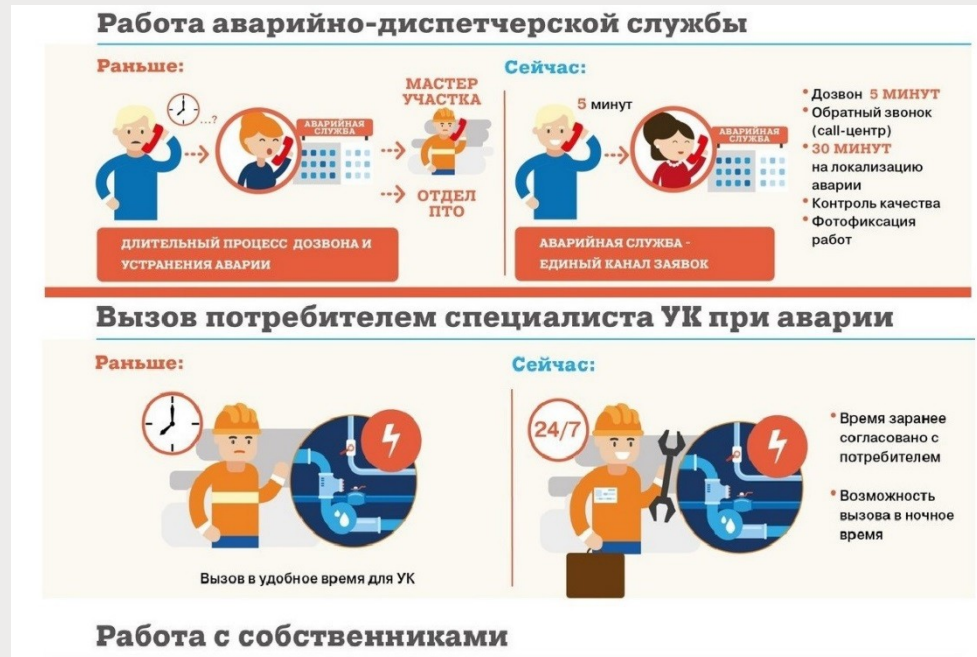 Работа аварийно-диспетчерской службы
Раньше:
...?
АВАРИЙНАЯ
СЛУЖБА
МАСТЕР
УЧАСТКА
ОТДЕЛ
ПТО
ДЛИТЕЛЬНЫЙ ПРОЦЕСС ДОЗВОНА И
УСТРАНЕНИЯ АВАРИИ
Сейчас:
5 минут
АВАРИЙНАЯ
СЛУЖБА
АВАРИЙНАЯ СЛУЖБА -
ЕДИНЫЙ КАНАЛ ЗАЯВОК
• Дозвон 5 МИНУТ
• Обратный звонок
(call-центр)
• 30 МИНУТ
на локализацию
аварии
• Контроль качества
• Фотофиксация
работ
Вызов потребителем специалиста УК при аварии
Раньше:
Вызов в удобное время для УК
Сейчас:
24/7
• Время заранее
согласовано с
потребителем
• Возможность
вызова в ночное
время
Работа с собственниками